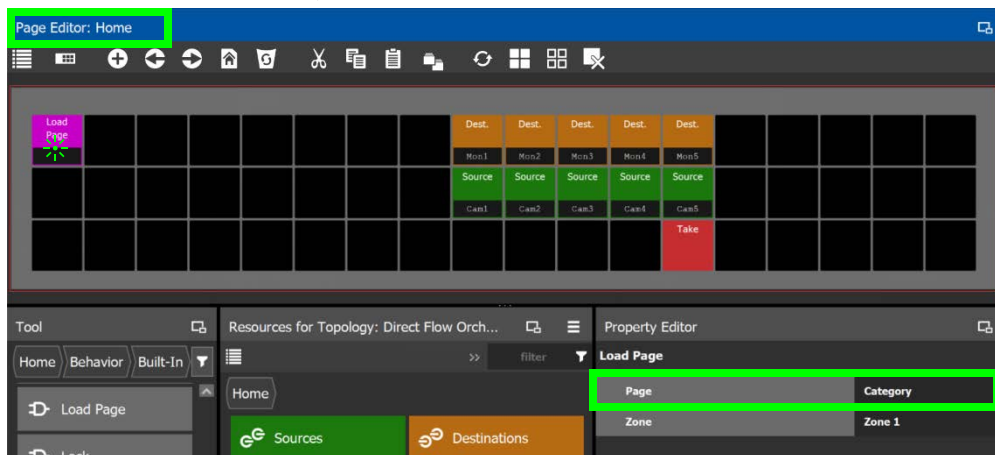 Page Editor: Home
Load
Page
Dest. Dest. Dest. Dest. Dest.
Mon1 Mon2 Mon3 Mon4 Mon5
Source Source Source Source Source
Cam1 Cam2 Cam3 Cam4 Cam5
Take
Tool
Home Behavior Built-In
Load Page
Lock
Resources for Topology: Direct Flow Orch...
>> filter
Home
Sources Destinations
Property Editor
Load Page
Page Category
Zone Zone 1